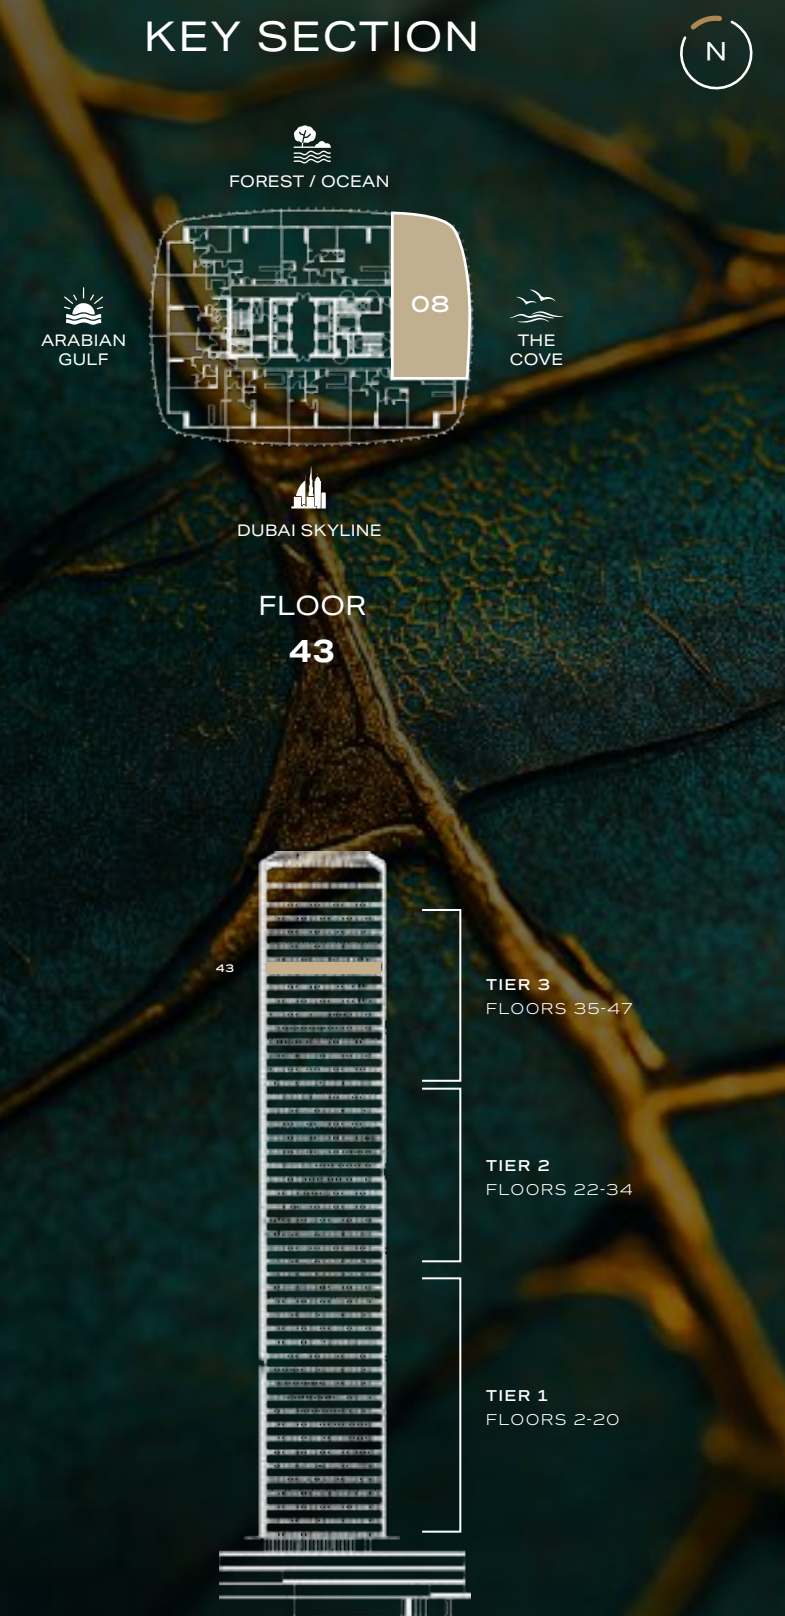 KEY SECTION
N
FOREST / OCEAN
08
ARABIAN
GULF
THE
COVE
DUBAI SKYLINE
FLOOR
43
43
TIER 3
FLOORS 35-47
TIER 2
FLOORS 22-34
TIER 1
FLOORS 2-20